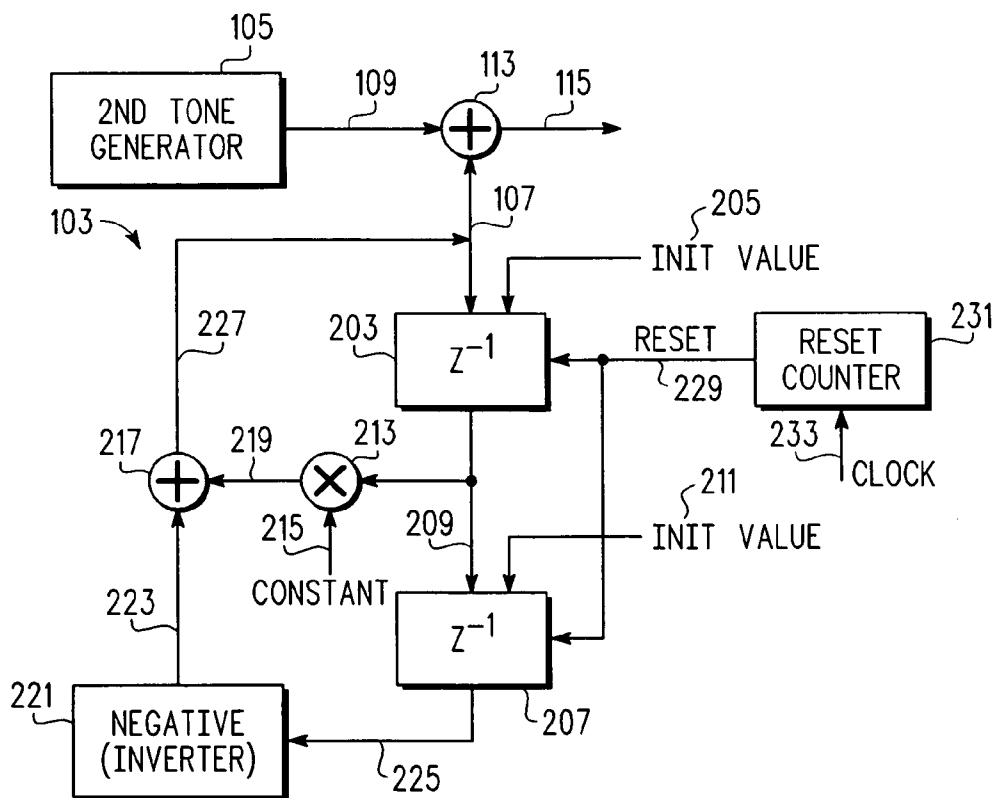 105
2ND TONE
GENERATOR
109
113
115
107
103
205
INIT VALUE
203
Z⁻¹
RESET
229
RESET
COUNTER
231
227
233
CLOCK
217
219
213
215
CONSTANT
209
211
INIT VALUE
223
Z⁻¹
207
221
NEGATIVE
(INVERTER)
225